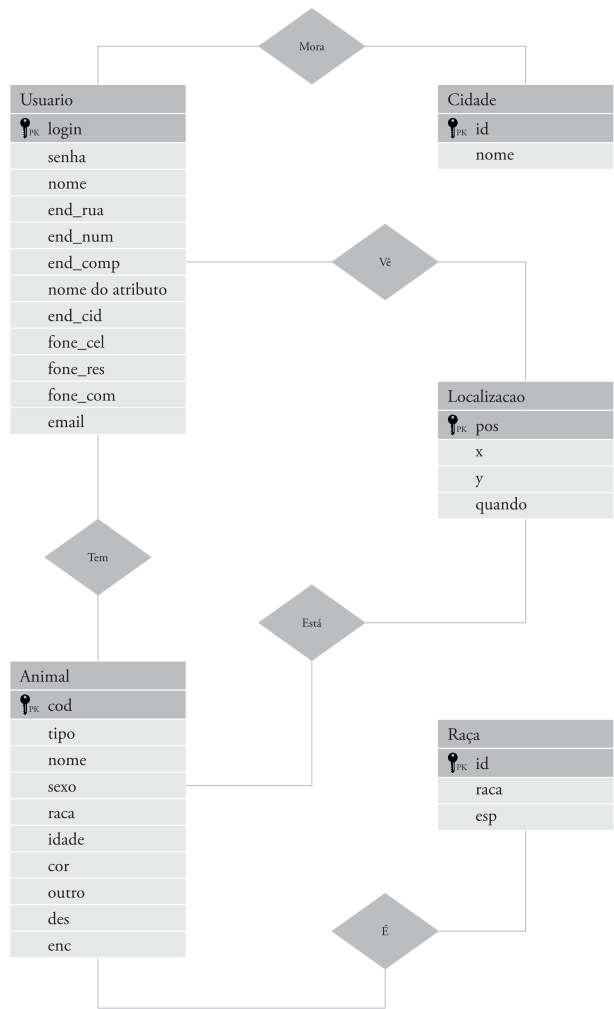 Mora
Usuario
PK login
senha
nome
end_rua
end_num
end_comp
nome do atributo
end_cid
fone_cel
fone_res
fone_com
email
Cidade
PK id
nome
Vê
Localizacao
PK pos
x
y
quando
Tem
Está
Animal
PK cod
tipo
nome
sexo
raca
idade
cor
outro
des
enc
Raça
PK id
raca
esp
É